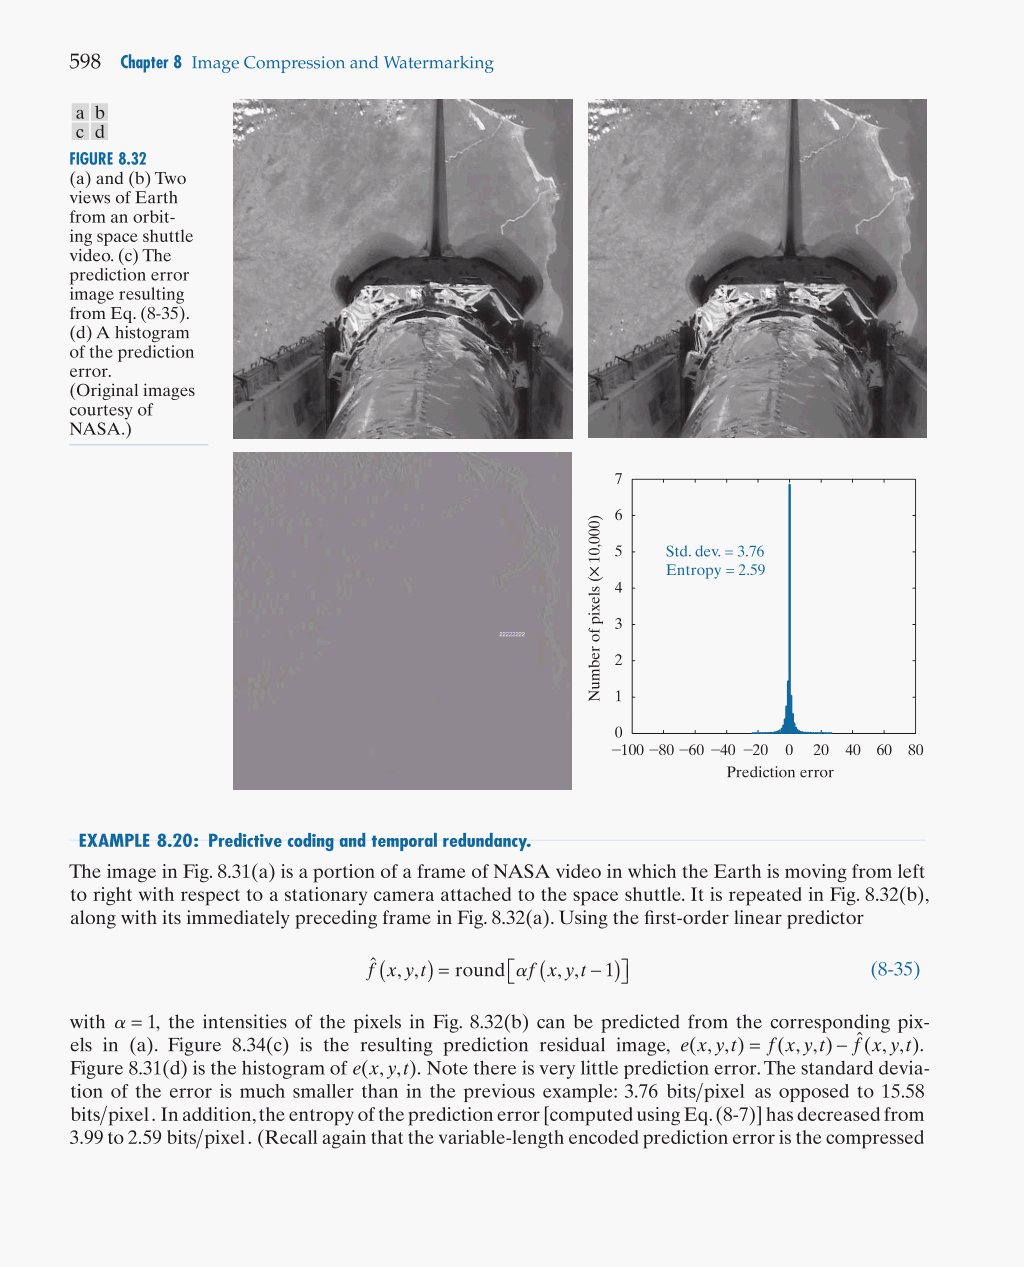 598 Chapter 8 Image Compression and Watermarking
a b
c d
FIGURE 8.32
(a) and (b) Two
views of Earth
from an orbit-
ing space shuttle
video. (c) The
prediction error
image resulting
from Eq. (8-35).
(d) A histogram
of the prediction
error.
(Original images
courtesy of
NASA.)
7
6
5
4
3
2
1
0
Number of pixels (× 10,000)
Std. dev. = 3.76
Entropy = 2.59
−100 −80 −60 −40 −20 0 20 40 60 80
Prediction error
EXAMPLE 8.20: Predictive coding and temporal redundancy.
The image in Fig. 8.31(a) is a portion of a frame of NASA video in which the Earth is moving from left
to right with respect to a stationary camera attached to the space shuttle. It is repeated in Fig. 8.32(b),
along with its immediately preceding frame in Fig. 8.32(a). Using the first-order linear predictor
f̂(x, y, t) = round[αf(x, y, t − 1)] (8-35)
with α = 1, the intensities of the pixels in Fig. 8.32(b) can be predicted from the corresponding pix-
els in (a). Figure 8.34(c) is the resulting prediction residual image, e(x, y, t) = f(x, y, t) − f̂(x, y, t).
Figure 8.31(d) is the histogram of e(x, y, t). Note there is very little prediction error. The standard devia-
tion of the error is much smaller than in the previous example: 3.76 bits/pixel as opposed to 15.58
bits/pixel. In addition, the entropy of the prediction error [computed using Eq. (8-7)] has decreased from
3.99 to 2.59 bits/pixel. (Recall again that the variable-length encoded prediction error is the compressed